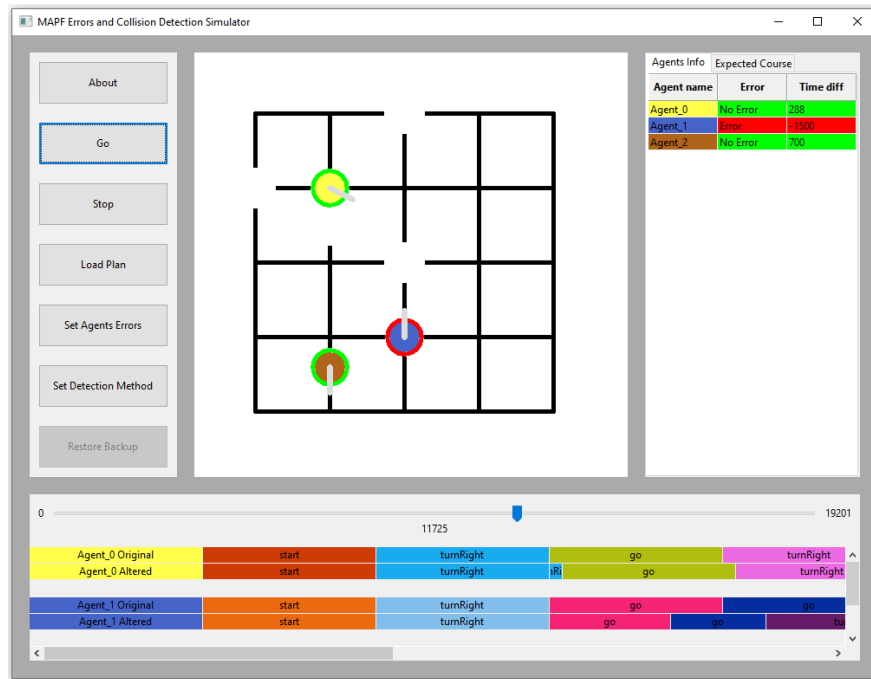 MAPF Errors and Collision Detection Simulator
About
Go
Stop
Load Plan
Set Agents Errors
Set Detection Method
Restore Backup
Agents Info Expected Course
Agent name Error Time diff
Agent_0 No Error 288
Agent_1 Error -1500
Agent_2 No Error 700
0 19201
11725
Agent_0 Original start turnRight go turnRight
Agent_0 Altered start turnRight go turnRight
Agent_1 Original start turnRight go go
Agent_1 Altered start turnRight go go